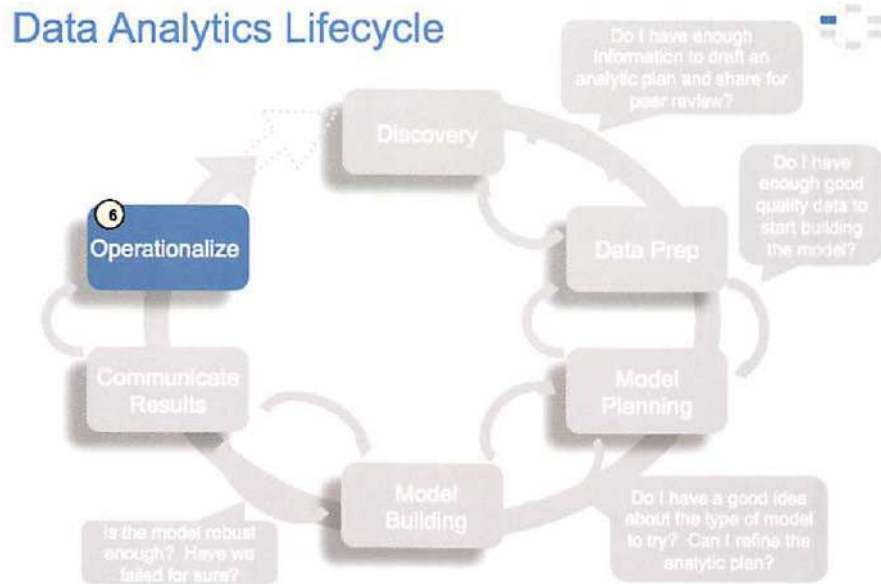 Data Analytics Lifecycle
Do I have enough
information to draft an
analytic plan and share for
peer review?
Discovery
Do I have
enough good
quality data to
start building
the model?
6
Operationalize
Data Prep
Communicate
Results
Model
Planning
Model
Building
Is the model robust
enough? Have we
failed for sure?
Do I have a good idea
about the type of model
to try? Can I refine the
analytic plan?